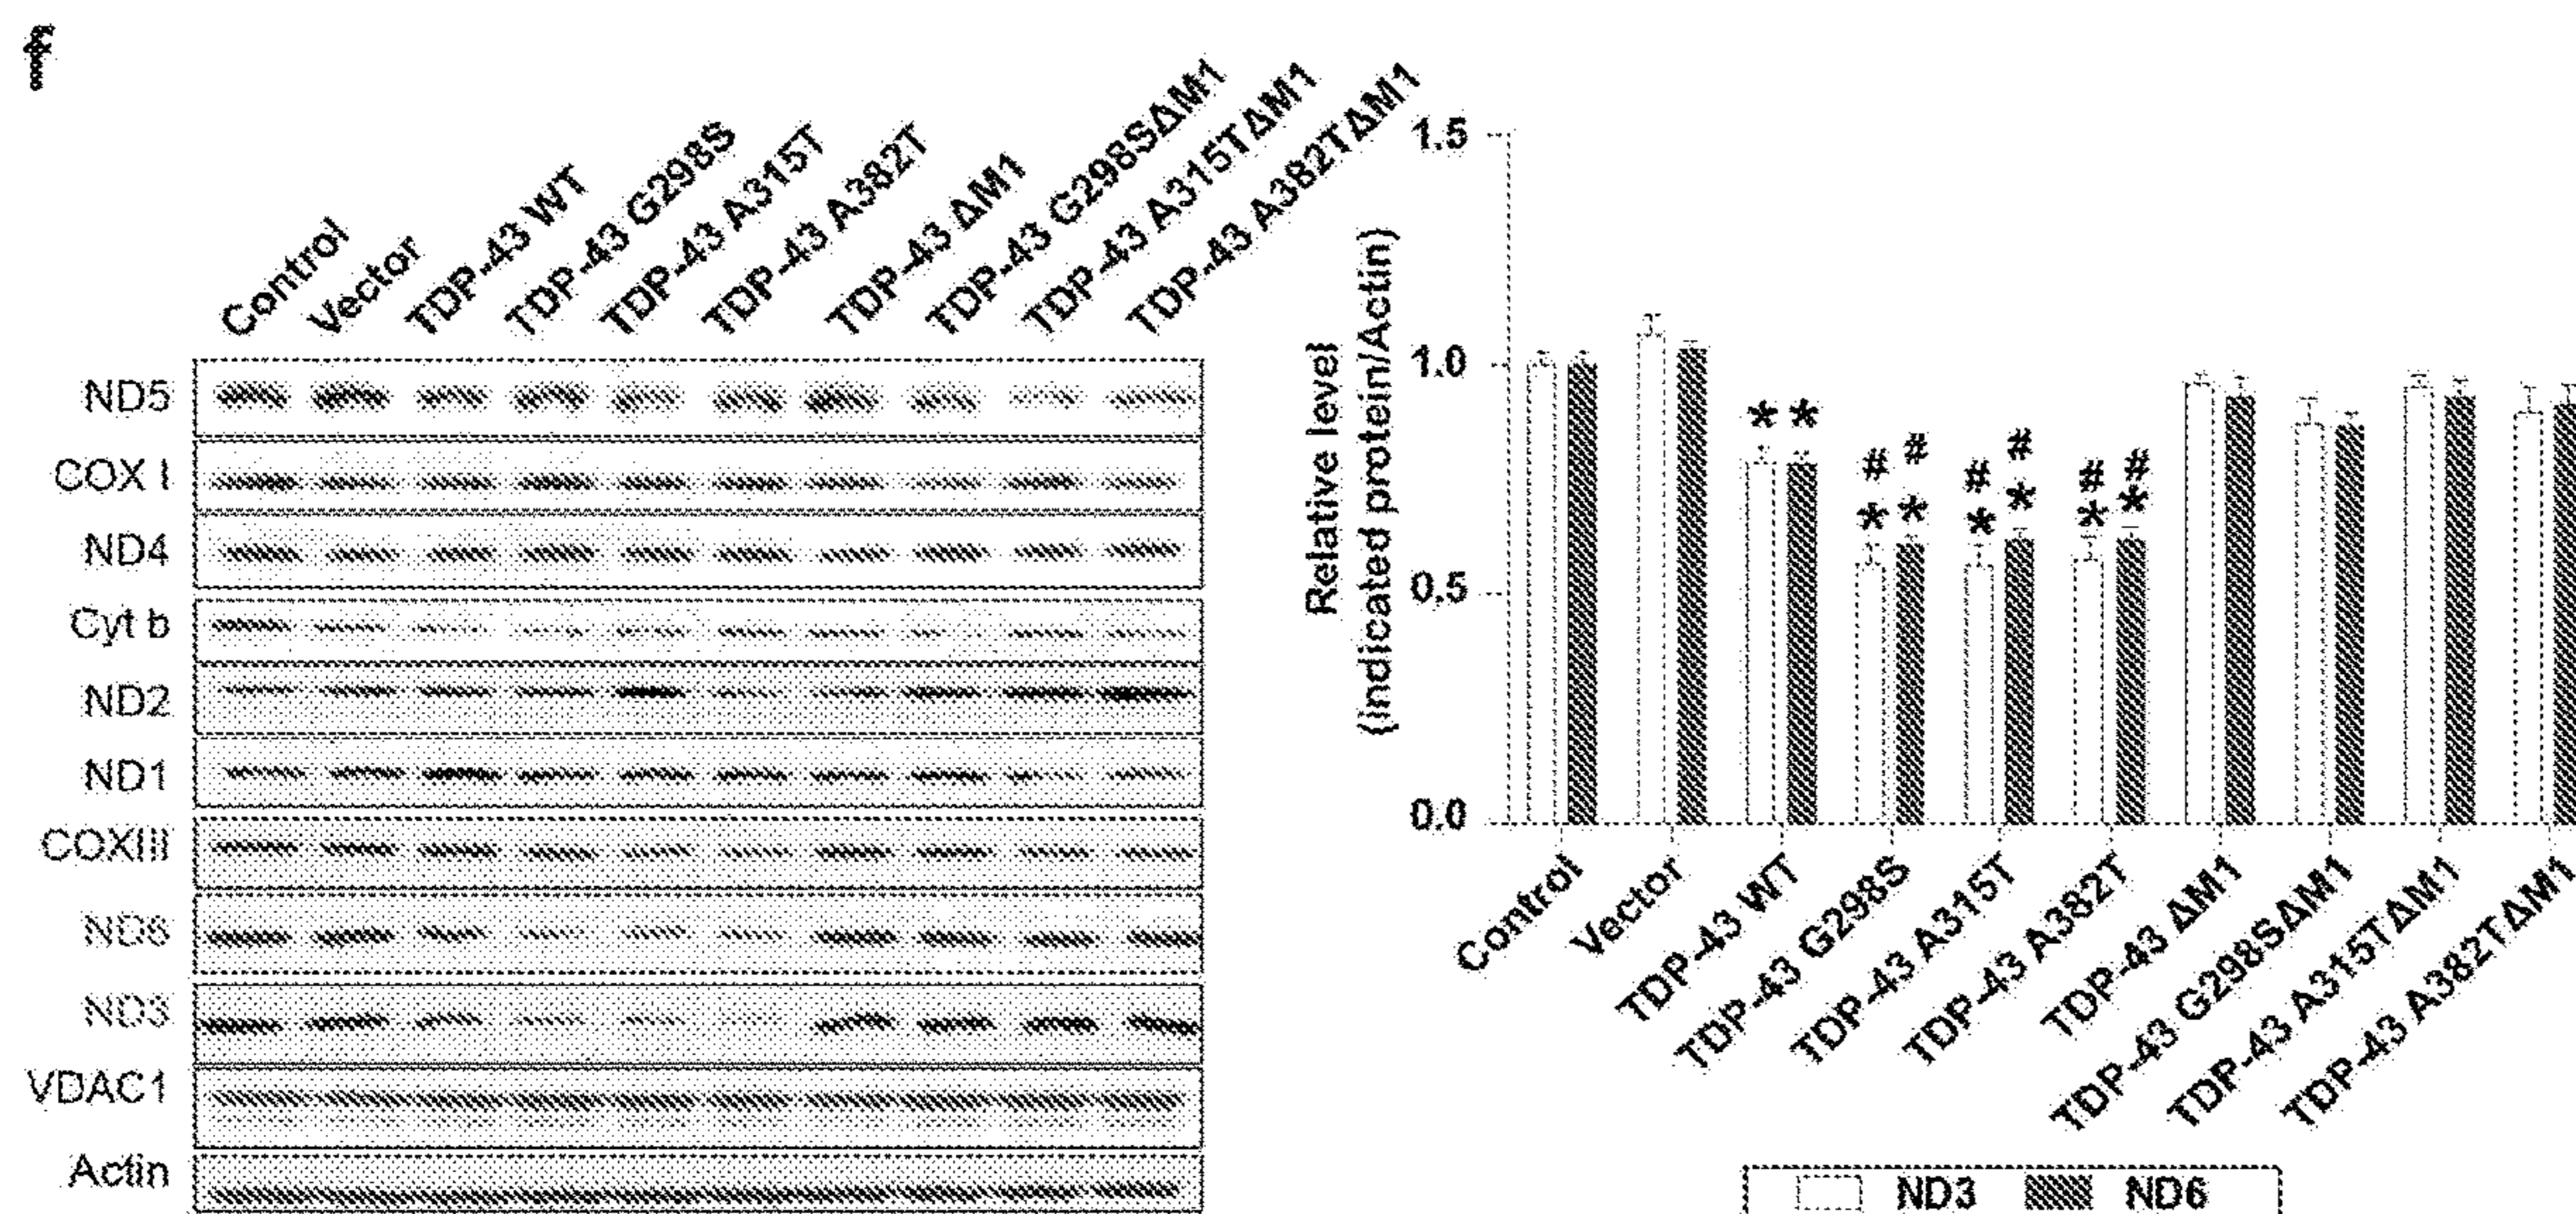 f
Control
Vector
TDP-43 WT
TDP-43 G298S
TDP-43 A315T
TDP-43 A382T
TDP-43 ΔM1
TDP-43 G298SΔM1
TDP-43 A315TΔM1
TDP-43 A382TΔM1
ND5
COX I
ND4
Cyt b
ND2
ND1
COXIII
ND6
ND3
VDAC1
Actin
Relative level
(indicated protein/Actin)
1.5
1.0
0.5
0.0
* *
# # # # # #
* * * * * *
Control
Vector
TDP-43 WT
TDP-43 G298S
TDP-43 A315T
TDP-43 A382T
TDP-43 ΔM1
TDP-43 G298SΔM1
TDP-43 A315TΔM1
TDP-43 A382TΔM1
ND3 ND6